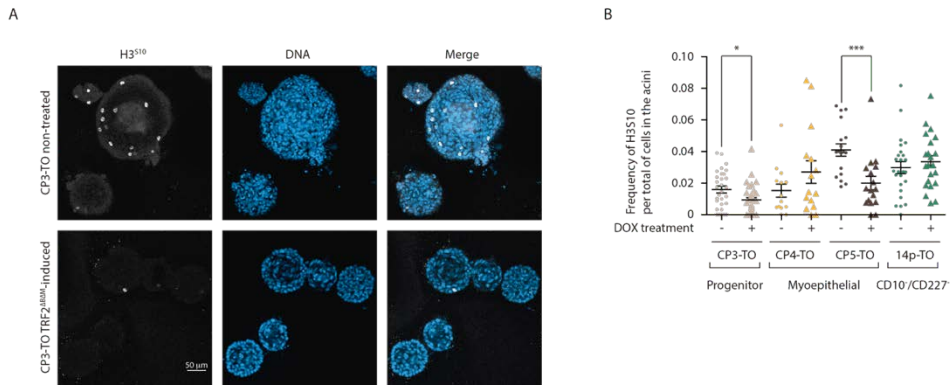 A
H3S10
DNA
Merge
CP3-TO non-treated
CP3-TO TRF2ΔBΔM-induced
50 μm
B
Frequency of H3S10
per total of cells in the acini
0.10
0.08
0.06
0.04
0.02
0
*
***
DOX treatment - + - + - + - +
CP3-TO CP4-TO CP5-TO 14p-TO
Progenitor Myoepithelial CD10-/CD227+